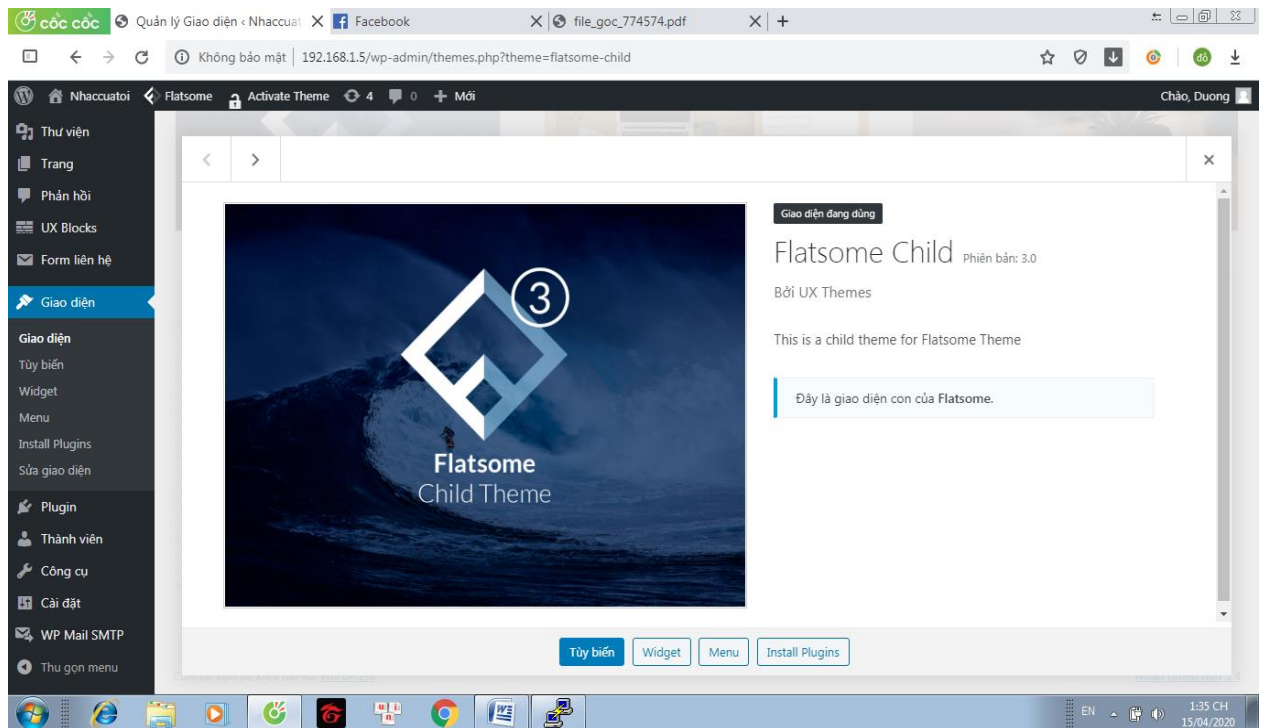 cốc cốc
Quản lý Giao diện ‹ Nhaccuat
Facebook
file_goc_774574.pdf
Không bảo mật
192.168.1.5/wp-admin/themes.php?theme=flatsome-child
đô
Nhaccuatoi
Flatsome
Activate Theme
4
0
Mới
Chào, Duong
Thư viện
Trang
Phản hồi
UX Blocks
Form liên hệ
Giao diện
Giao diện
Tùy biến
Widget
Menu
Install Plugins
Sửa giao diện
Plugin
Thành viên
Công cụ
Cài đặt
WP Mail SMTP
Thu gọn menu
3
Flatsome
Child Theme
Giao diện đang dùng
Flatsome Child Phiên bản: 3.0
Bởi UX Themes
This is a child theme for Flatsome Theme
Đây là giao diện con của Flatsome.
Tùy biến
Widget
Menu
Install Plugins
EN
1:35 CH
15/04/2020